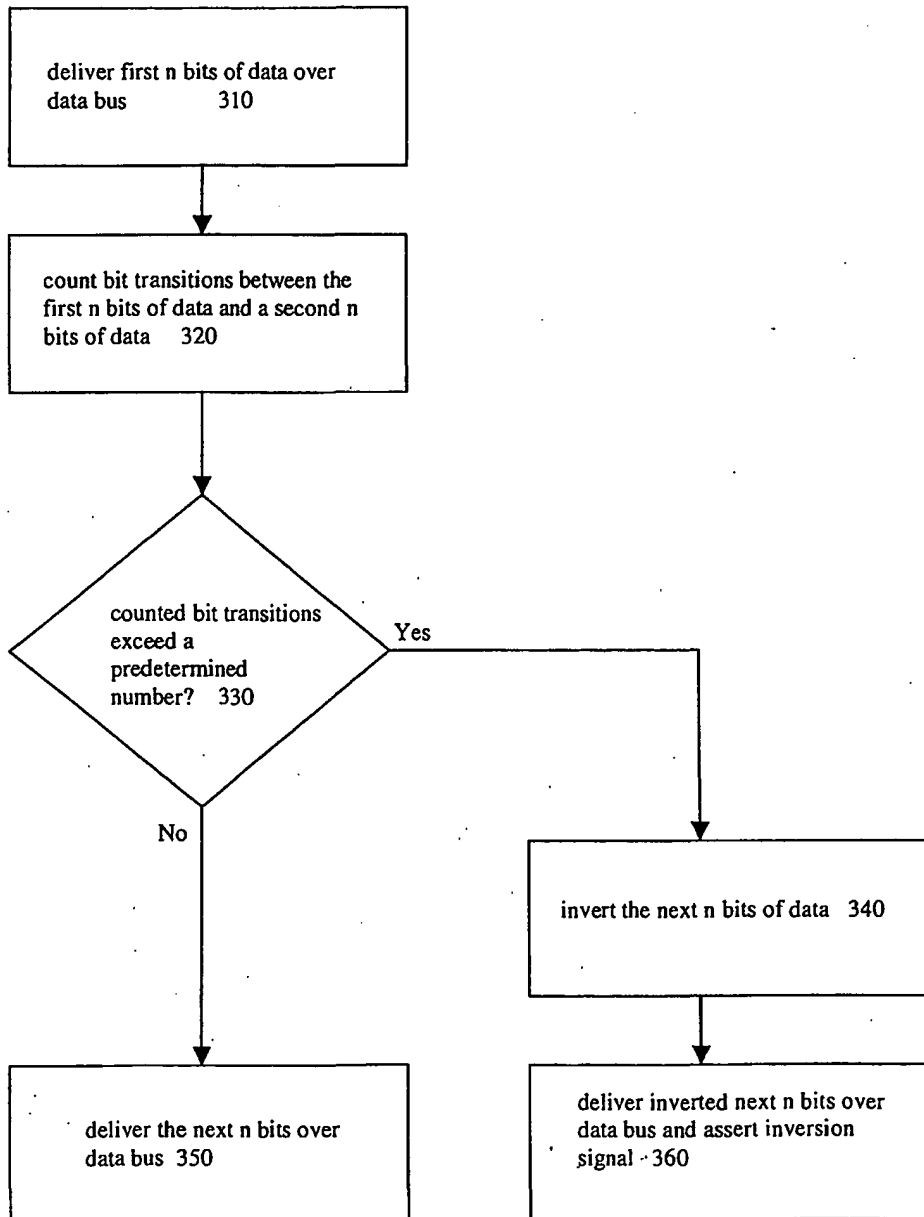 deliver first n bits of data over
data bus 310
count bit transitions between the
first n bits of data and a second n
bits of data 320
counted bit transitions
exceed a
predetermined
number? 330
Yes
No
invert the next n bits of data 340
deliver the next n bits over
data bus 350
deliver inverted next n bits over
data bus and assert inversion
signal 360